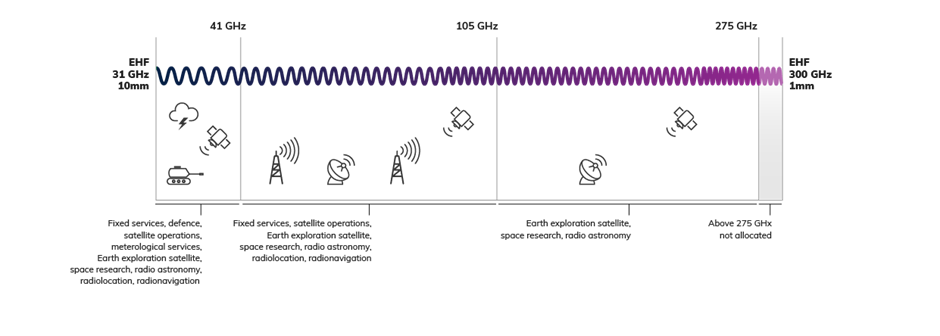 41 GHz
105 GHz
275 GHz
EHF
31 GHz
10mm
EHF
300 GHz
1mm
Fixed services, defence,
satellite operations,
meterological services,
Earth exploration satellite,
space research, radio astronomy,
radiolocation, radionavigation
Fixed services, satellite operations,
Earth exploration satellite,
space research, radio astronomy,
radiolocation, radionavigation
Earth exploration satellite,
space research, radio astronomy
Above 275 GHx
not allocated